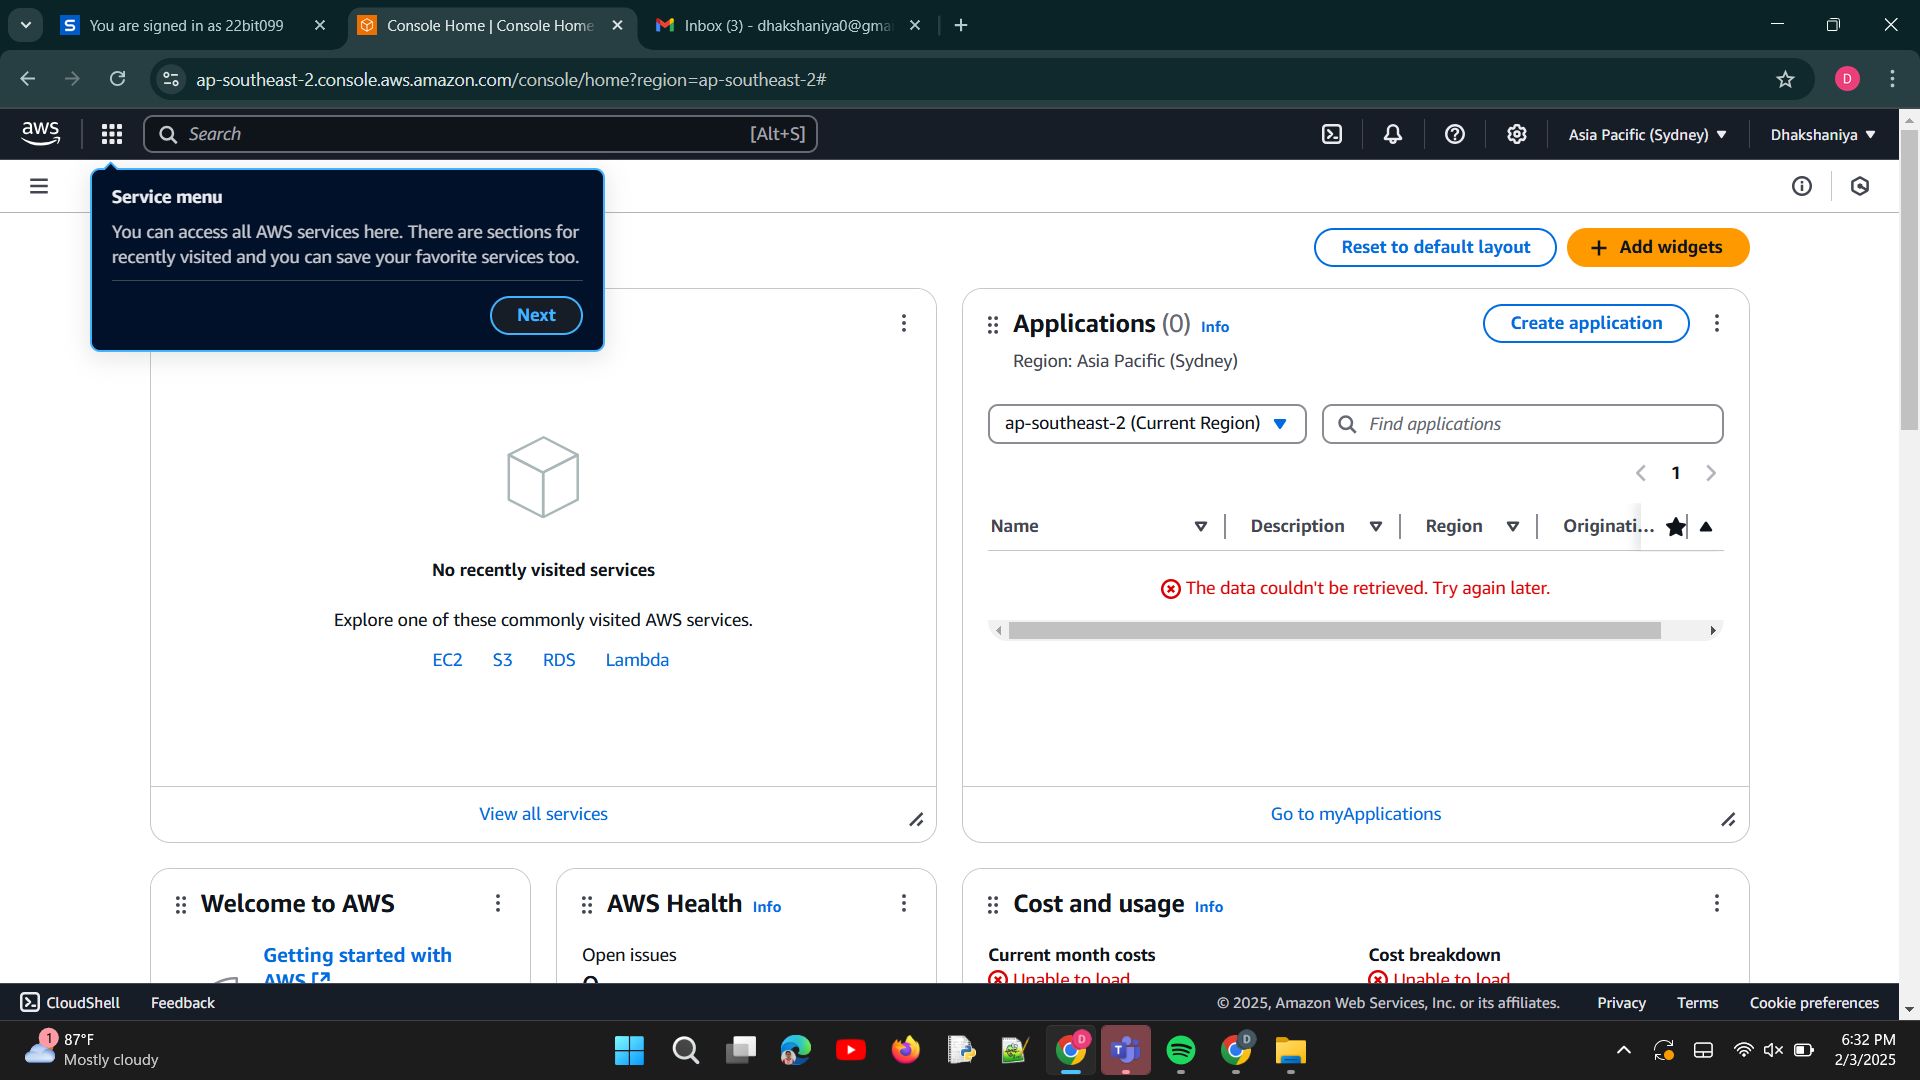 You are signed in as 22bit099
Console Home | Console Home
Inbox (3) - dhakshaniya0@gma
ap-southeast-2.console.aws.amazon.com/console/home?region=ap-southeast-2#
D
aws
Search
[Alt+S]
Asia Pacific (Sydney)
Dhakshaniya
Service menu
You can access all AWS services here. There are sections for
recently visited and you can save your favorite services too.
Next
Reset to default layout
Add widgets
No recently visited services
Explore one of these commonly visited AWS services.
EC2 S3 RDS Lambda
View all services
Applications (0) Info
Create application
Region: Asia Pacific (Sydney)
ap-southeast-2 (Current Region)
Find applications
1
Name Description Region Originati...
The data couldn't be retrieved. Try again later.
Go to myApplications
Welcome to AWS
Getting started with
AWS
AWS Health Info
Open issues
0
Cost and usage Info
Current month costs
Unable to load
Cost breakdown
Unable to load
CloudShell Feedback
© 2025, Amazon Web Services, Inc. or its affiliates. Privacy Terms Cookie preferences
1
87°F
Mostly cloudy
6:32 PM
2/3/2025